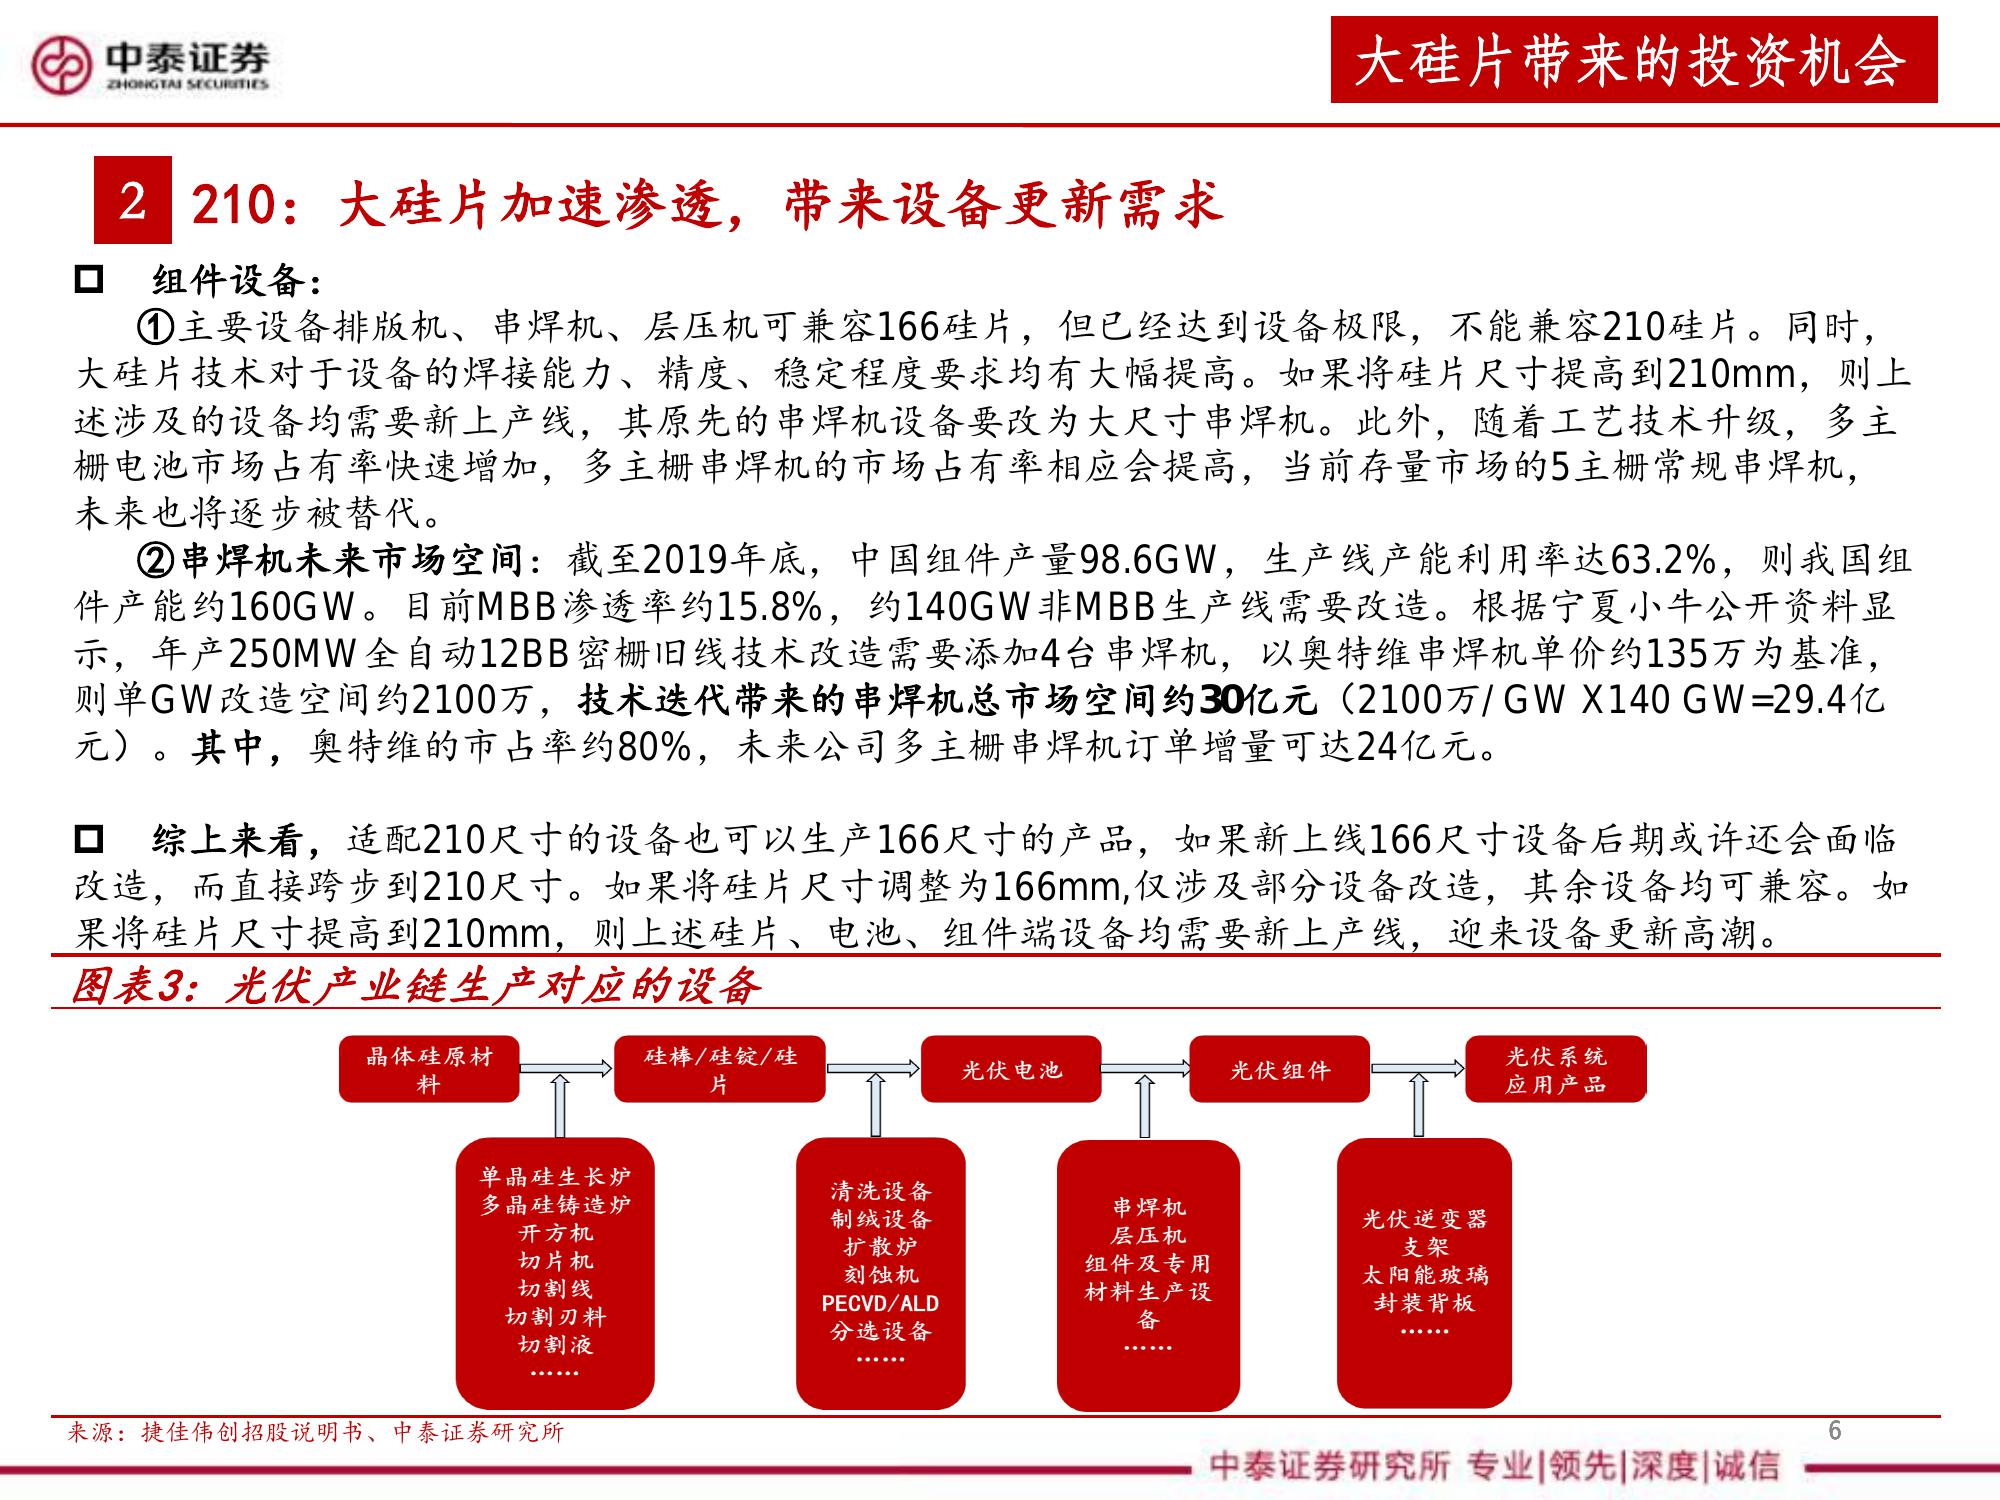 中泰证券
ZHONGTAI SECURITIES
大硅片带来的投资机会
2 210：大硅片加速渗透，带来设备更新需求
组件设备：
①主要设备排版机、串焊机、层压机可兼容166硅片，但已经达到设备极限，不能兼容210硅片。同时，
大硅片技术对于设备的焊接能力、精度、稳定程度要求均有大幅提高。如果将硅片尺寸提高到210mm，则上
述涉及的设备均需要新上产线，其原先的串焊机设备要改为大尺寸串焊机。此外，随着工艺技术升级，多主
栅电池市场占有率快速增加，多主栅串焊机的市场占有率相应会提高，当前存量市场的5主栅常规串焊机，
未来也将逐步被替代。
②串焊机未来市场空间：截至2019年底，中国组件产量98.6GW，生产线产能利用率达63.2%，则我国组
件产能约160GW。目前MBB渗透率约15.8%，约140GW非MBB生产线需要改造。根据宁夏小牛公开资料显
示，年产250MW全自动12BB密栅旧线技术改造需要添加4台串焊机，以奥特维串焊机单价约135万为基准，
则单GW改造空间约2100万，技术迭代带来的串焊机总市场空间约30亿元（2100万/ GW X140 GW=29.4亿
元）。其中，奥特维的市占率约80%，未来公司多主栅串焊机订单增量可达24亿元。
综上来看，适配210尺寸的设备也可以生产166尺寸的产品，如果新上线166尺寸设备后期或许还会面临
改造，而直接跨步到210尺寸。如果将硅片尺寸调整为166mm,仅涉及部分设备改造，其余设备均可兼容。如
果将硅片尺寸提高到210mm，则上述硅片、电池、组件端设备均需要新上产线，迎来设备更新高潮。
图表3：光伏产业链生产对应的设备
晶体硅原材
料
硅棒/硅锭/硅
片
光伏电池
光伏组件
光伏系统
应用产品
单晶硅生长炉
多晶硅铸造炉
开方机
切片机
切割线
切割刃料
切割液
……
清洗设备
制绒设备
扩散炉
刻蚀机
PECVD/ALD
分选设备
……
串焊机
层压机
组件及专用
材料生产设
备
……
光伏逆变器
支架
太阳能玻璃
封装背板
……
来源：捷佳伟创招股说明书、中泰证券研究所
6
中泰证券研究所 专业|领先|深度|诚信